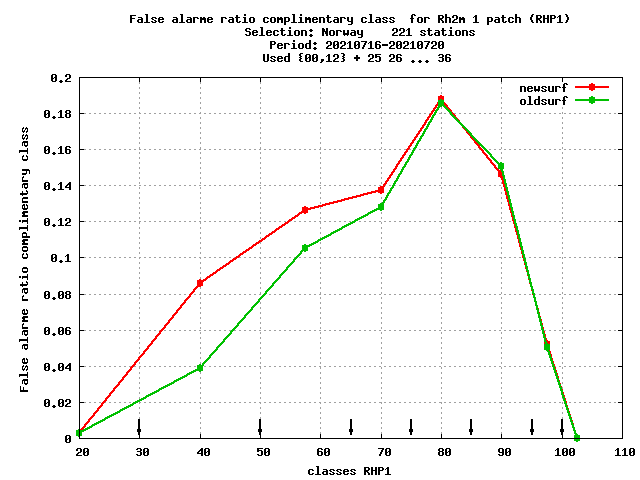 False alarme ratio complimentary class for Rh2m 1 patch (RHP1)
Selection: Norway 221 stations
Period: 20210716-20210720
Used {00,12} + 25 26 ... 36
newsurf
oldsurf
False alarme ratio complimentary class
0.2
0.18
0.16
0.14
0.12
0.1
0.08
0.06
0.04
0.02
0
20 30 40 50 60 70 80 90 100 110
classes RHP1